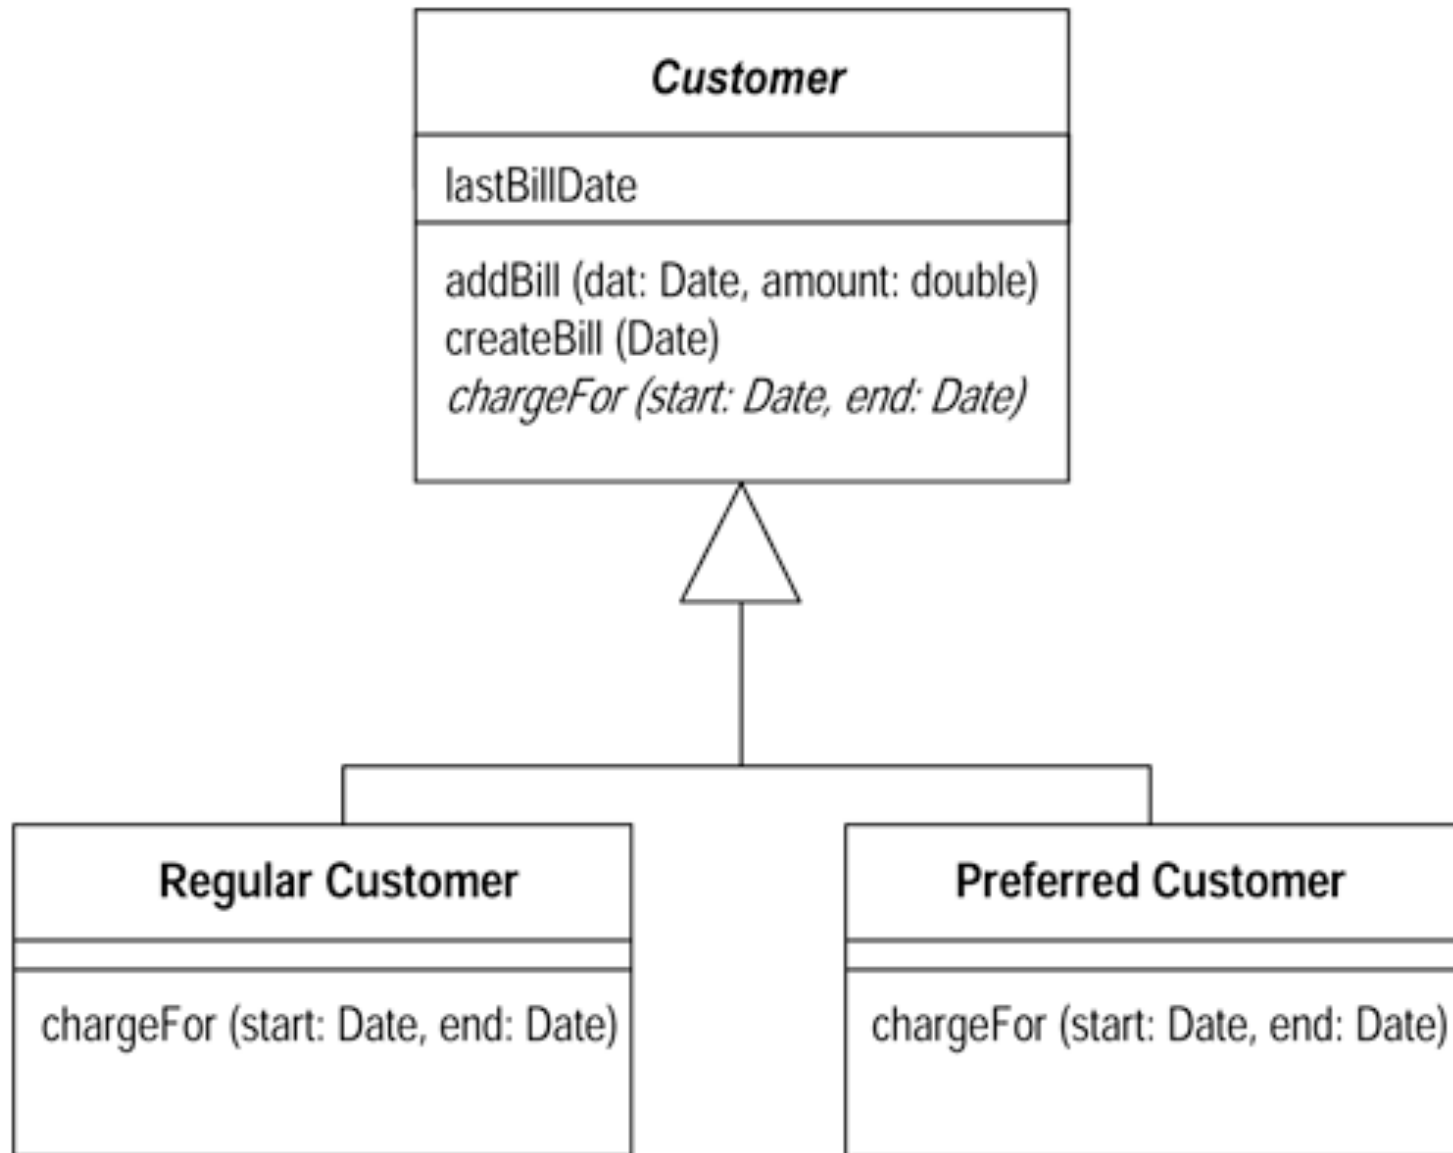 Customer
lastBillDate
addBill (dat: Date, amount: double)
createBill (Date)
chargeFor (start: Date, end: Date)
Regular Customer
chargeFor (start: Date, end: Date)
Preferred Customer
chargeFor (start: Date, end: Date)